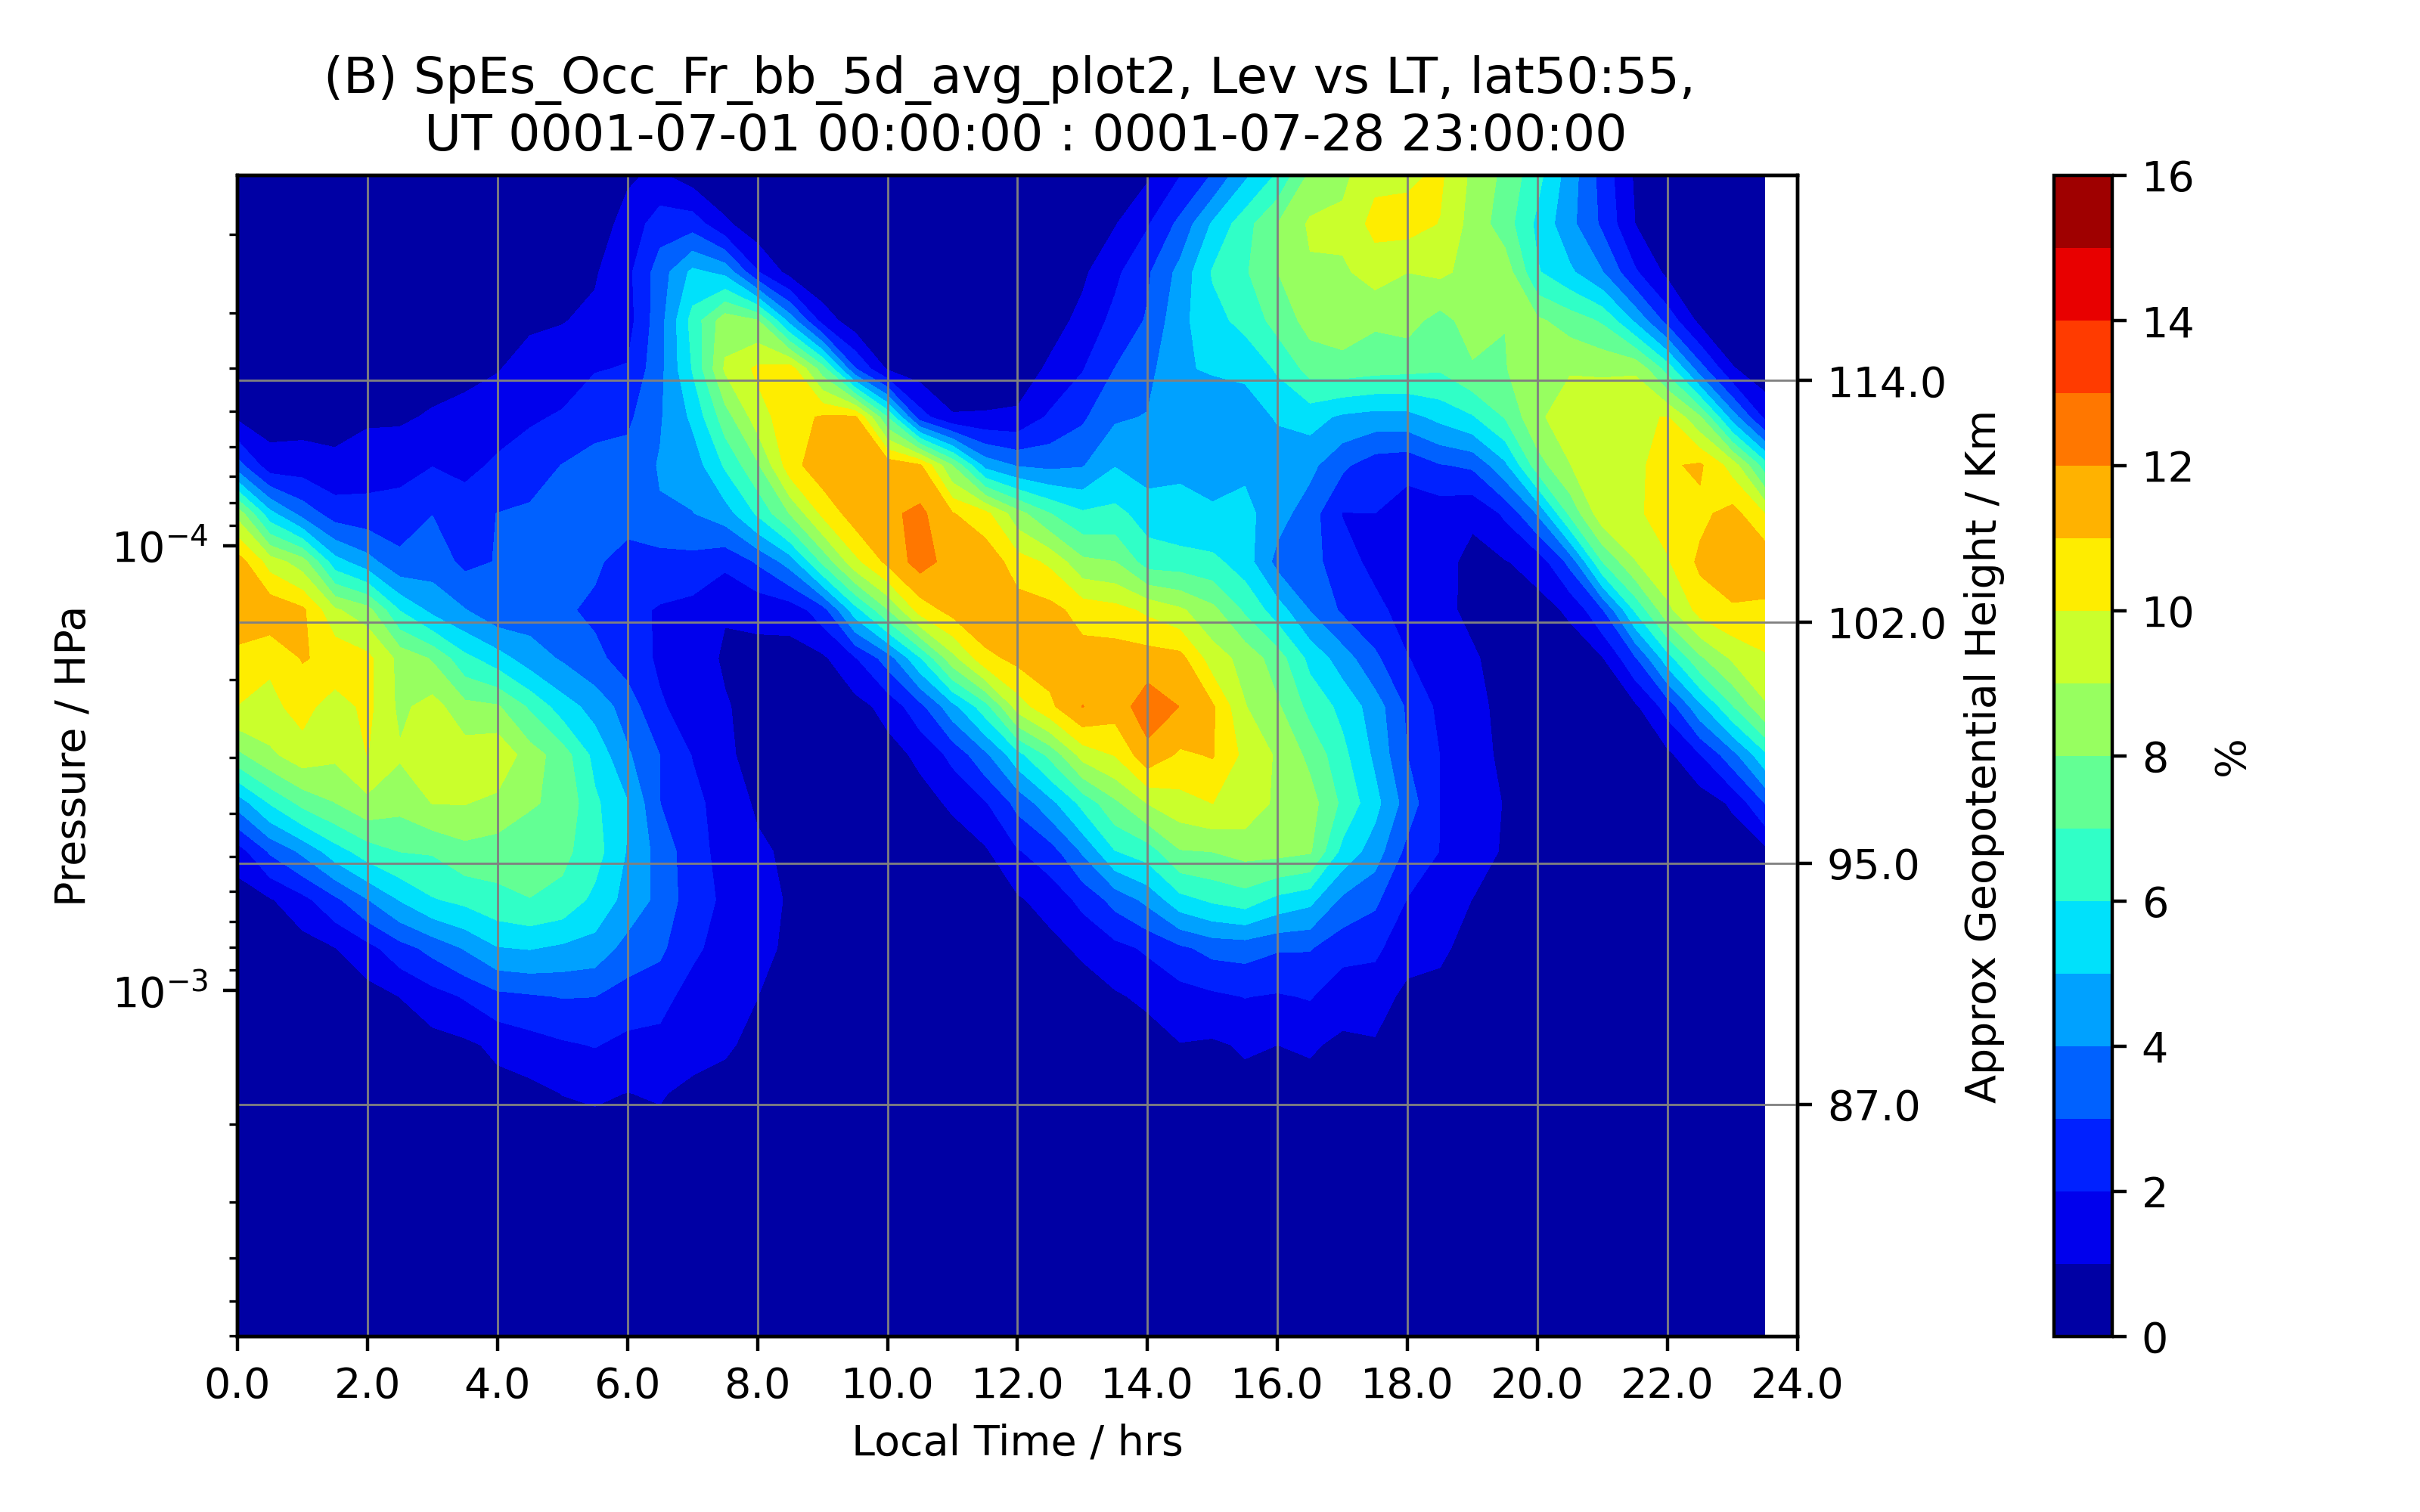 (B) SpEs_Occ_Fr_bb_5d_avg_plot2, Lev vs LT, lat50:55,
UT 0001-07-01 00:00:00 : 0001-07-28 23:00:00
Pressure / HPa
10⁻⁴
10⁻³
0.0 2.0 4.0 6.0 8.0 10.0 12.0 14.0 16.0 18.0 20.0 22.0 24.0
Local Time / hrs
114.0
102.0
95.0
87.0
Approx Geopotential Height / Km
16
14
12
10
8
6
4
2
0
%